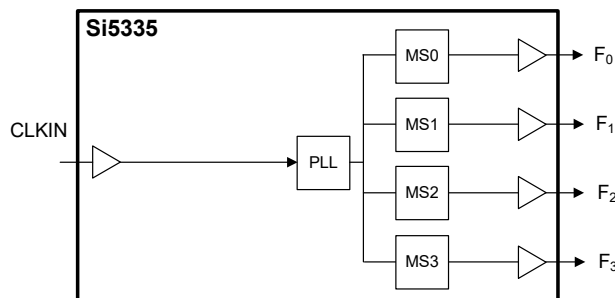 Si5335
MS0
F₀
MS1
F₁
CLKIN
PLL
MS2
F₂
MS3
F₃